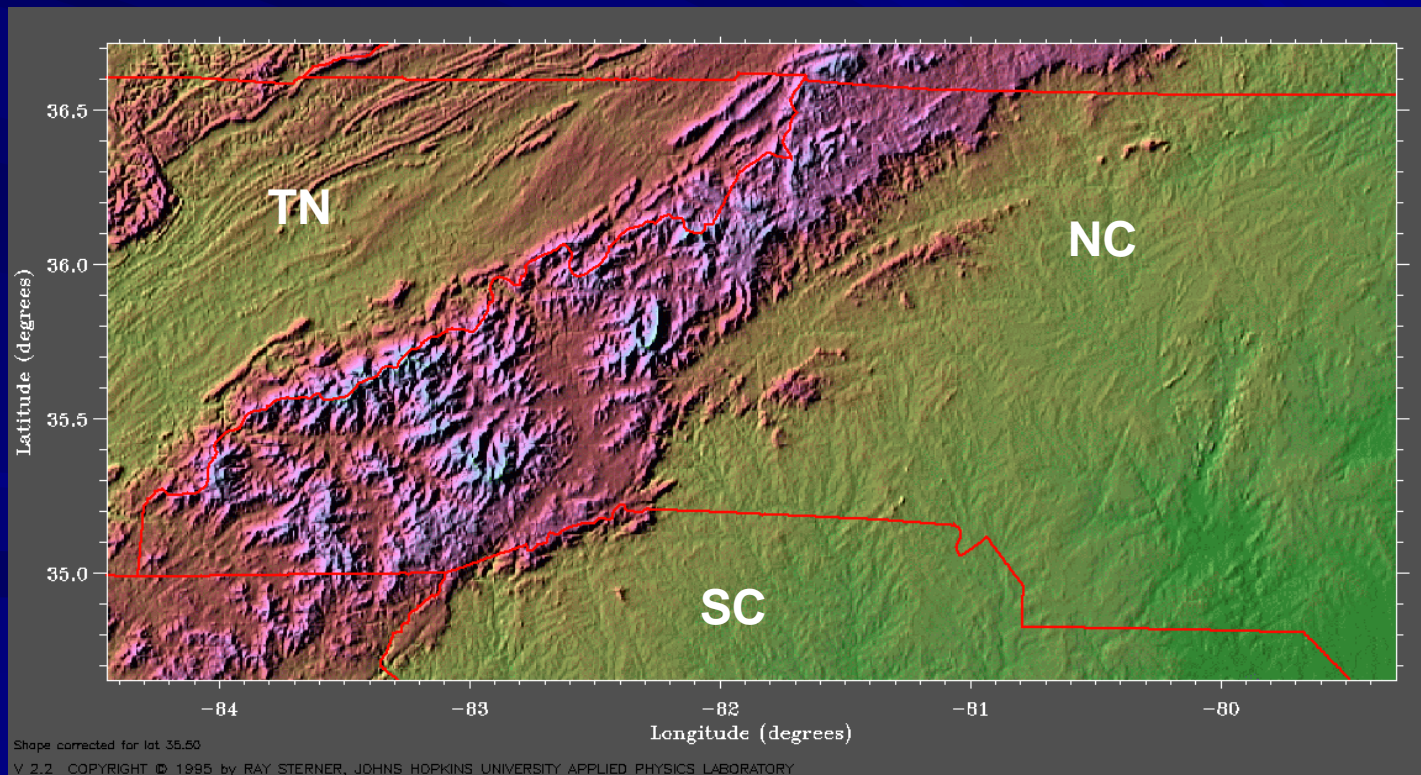 36.5
TN
NC
36.0
Latitude (degrees)
35.5
35.0
SC
−84 −83 −82 −81 −80
Longitude (degrees)
Shape corrected for lat 35.50
V 2.2 COPYRIGHT © 1995 by RAY STERNER, JOHNS HOPKINS UNIVERSITY APPLIED PHYSICS LABORATORY